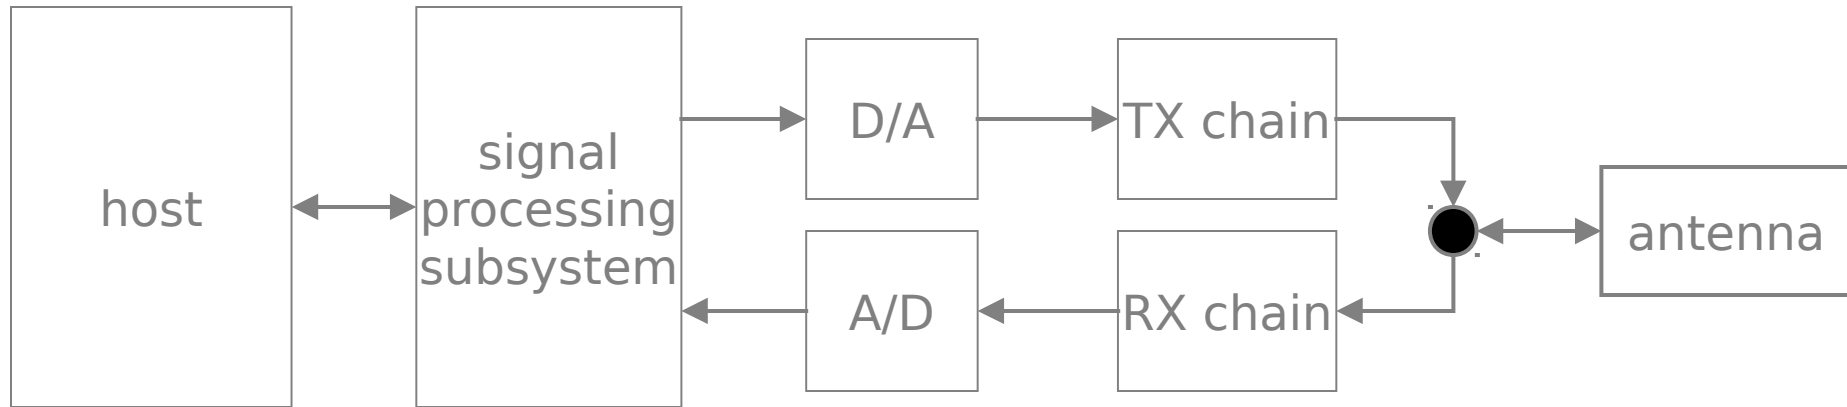 host
signal
processing
subsystem
D/A
TX chain
A/D
RX chain
antenna